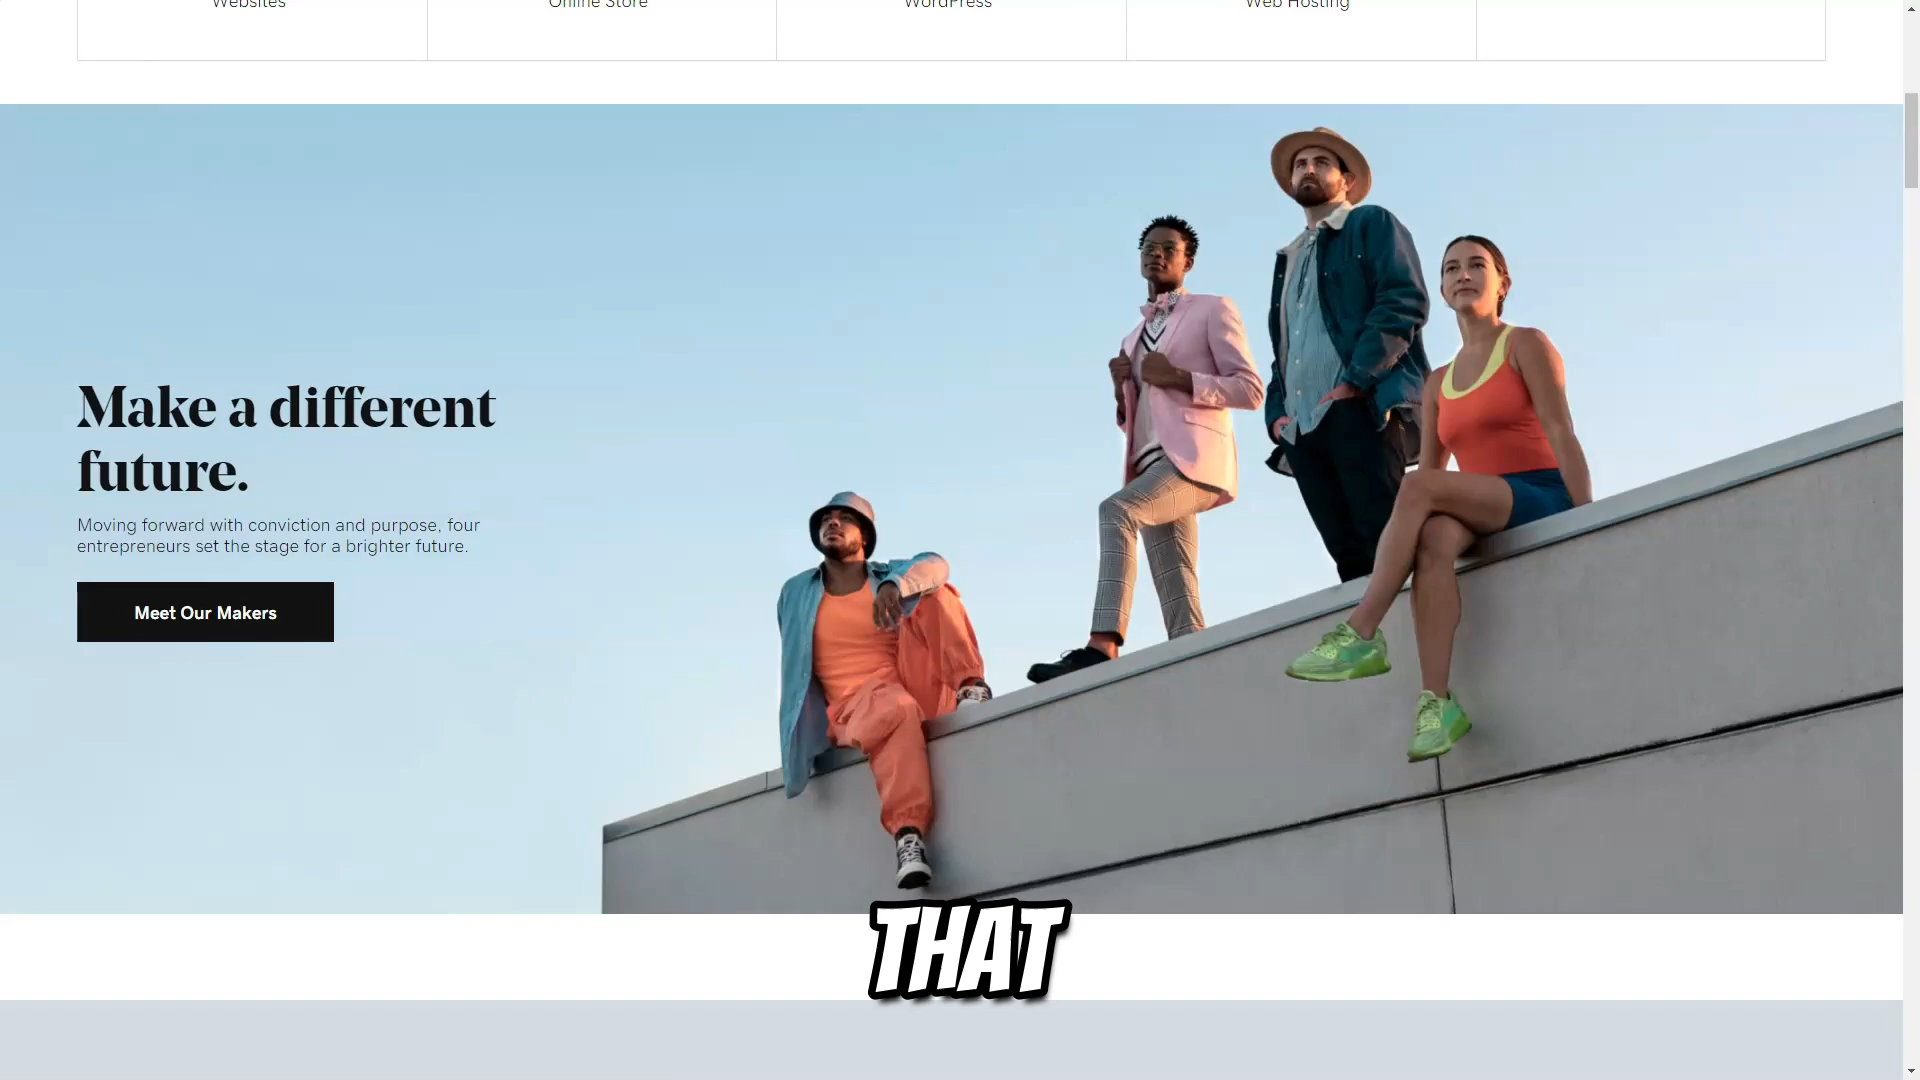 Websites
Online Store
WordPress
Web Hosting
Make a different
future.
Moving forward with conviction and purpose, four
entrepreneurs set the stage for a brighter future.
Meet Our Makers
THAT